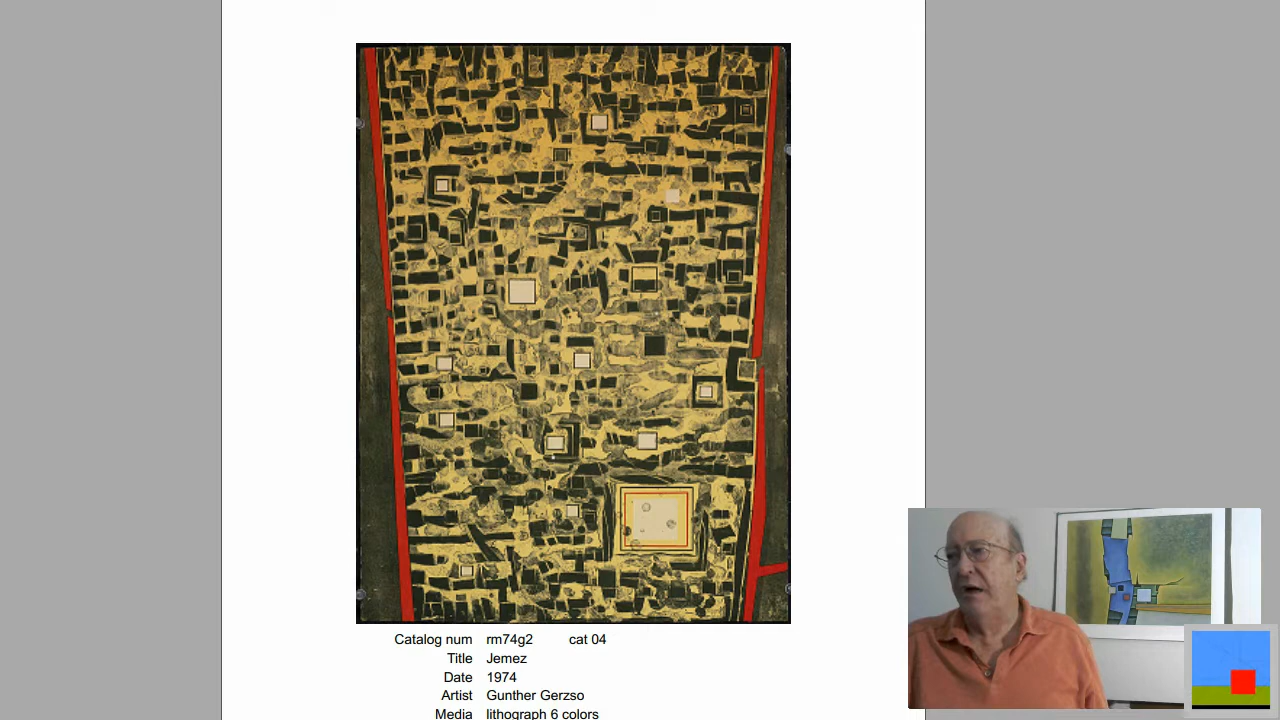 Catalog num rm74g2 cat 04
Title Jemez
Date 1974
Artist Gunther Gerzso
Media lithograph 6 colors